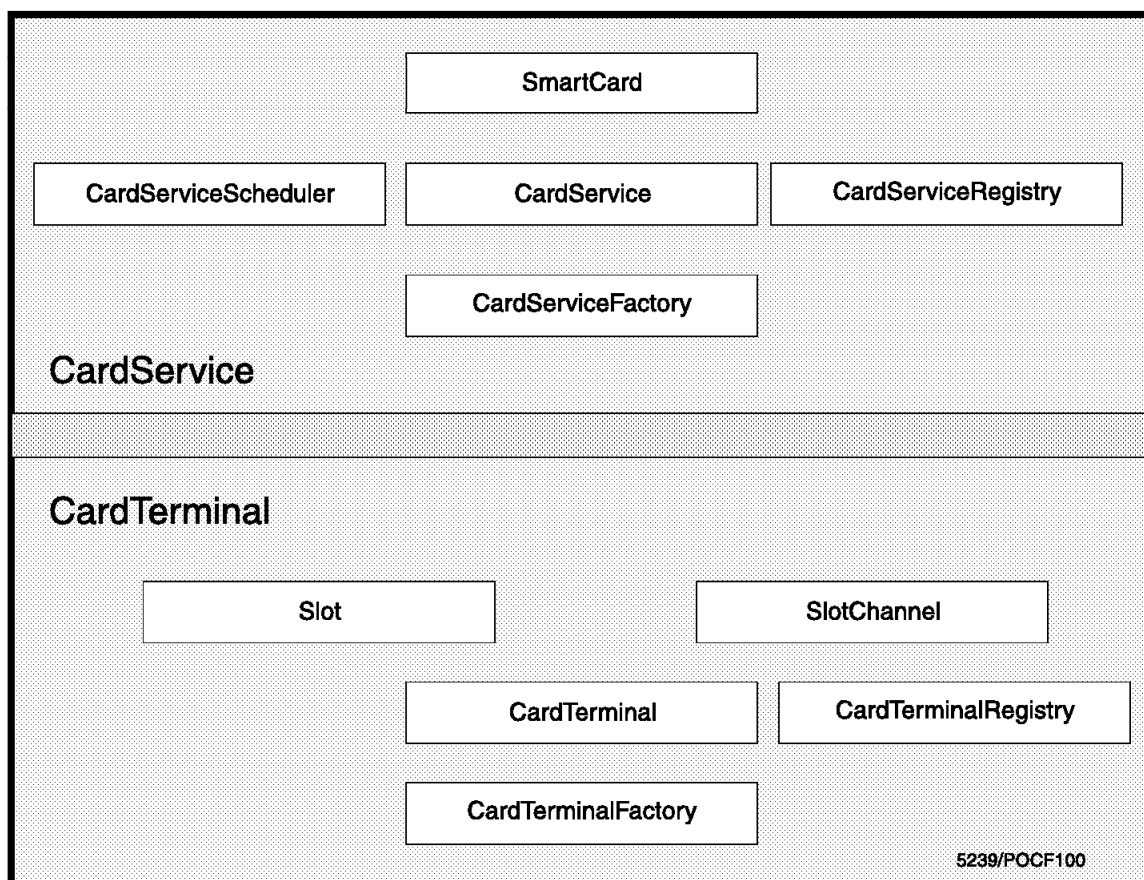 SmartCard
CardServiceScheduler CardService CardServiceRegistry
CardServiceFactory
CardService
CardTerminal
Slot SlotChannel
CardTerminal CardTerminalRegistry
CardTerminalFactory
5239/POCF100